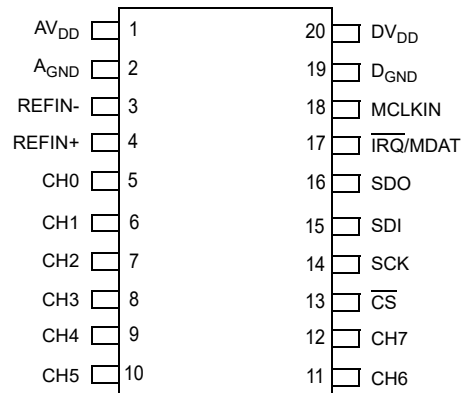 AVDD 1 20 DVDD
AGND 2 19 DGND
REFIN- 3 18 MCLKIN
REFIN+ 4 17 IRQ/MDAT
CH0 5 16 SDO
CH1 6 15 SDI
CH2 7 14 SCK
CH3 8 13 CS
CH4 9 12 CH7
CH5 10 11 CH6